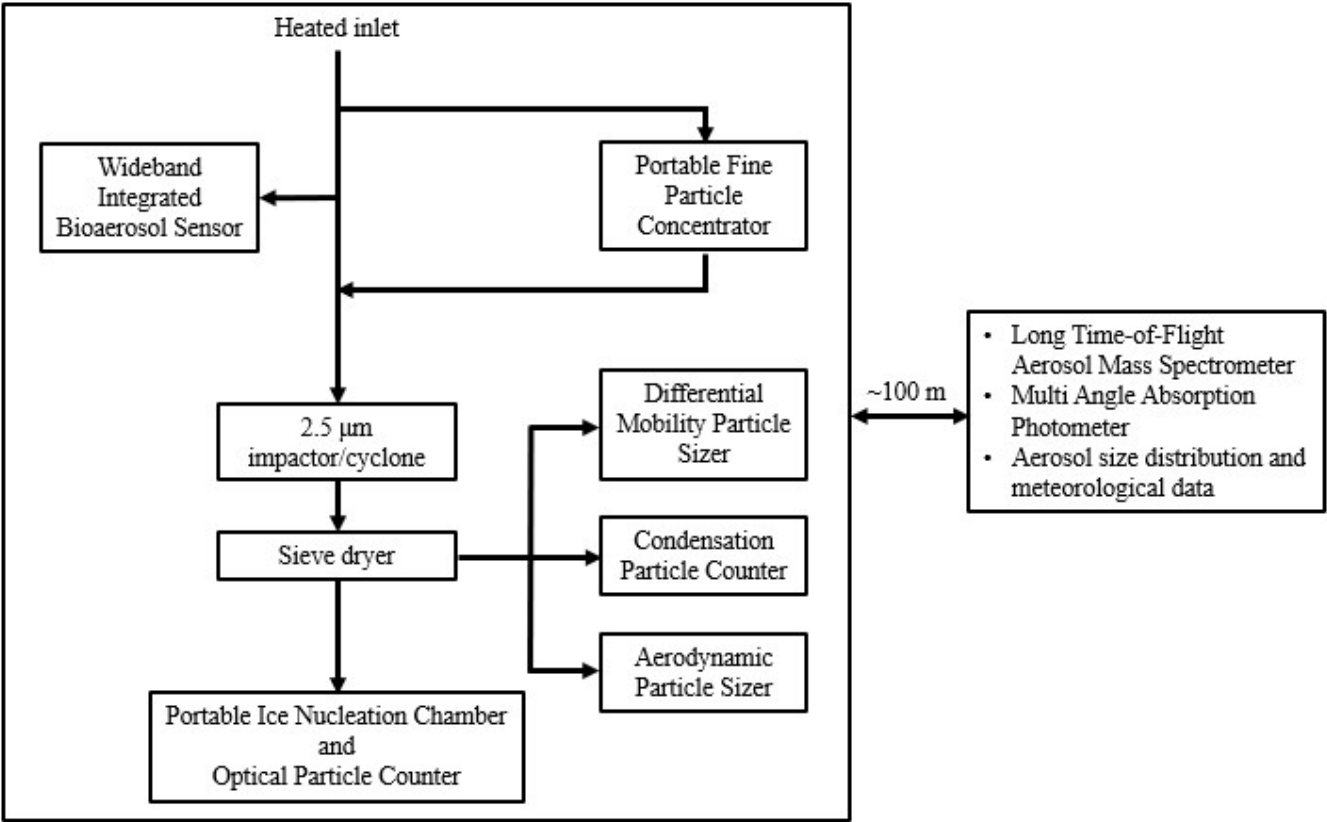 Heated inlet
Wideband
Integrated
Bioaerosol Sensor
Portable Fine
Particle
Concentrator
2.5 μm
impactor/cyclone
Sieve dryer
Differential
Mobility Particle
Sizer
Condensation
Particle Counter
Aerodynamic
Particle Sizer
Portable Ice Nucleation Chamber
and
Optical Particle Counter
~100 m
• Long Time-of-Flight
Aerosol Mass Spectrometer
• Multi Angle Absorption
Photometer
• Aerosol size distribution and
meteorological data